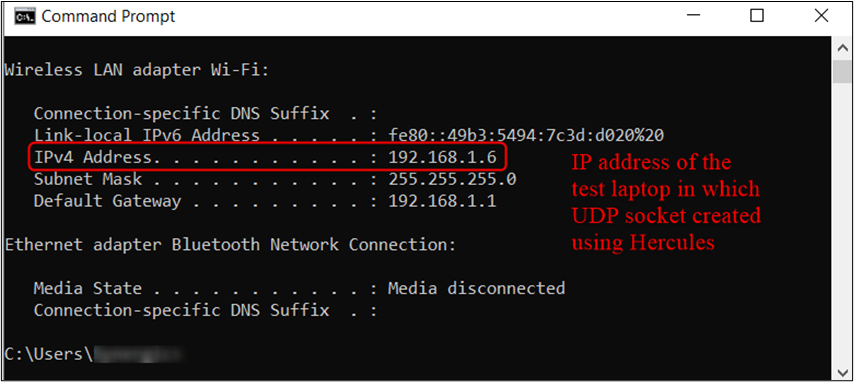 Command Prompt
Wireless LAN adapter Wi-Fi:
Connection-specific DNS Suffix  . :
Link-local IPv6 Address . . . . . : fe80::49b3:5494:7c3d:d020%20
IPv4 Address. . . . . . . . . . . : 192.168.1.6
Subnet Mask . . . . . . . . . . . : 255.255.255.0
Default Gateway . . . . . . . . . : 192.168.1.1
IP address of the
test laptop in which
UDP socket created
using Hercules
Ethernet adapter Bluetooth Network Connection:
Media State . . . . . . . . . . . : Media disconnected
Connection-specific DNS Suffix  . :
C:\Users\